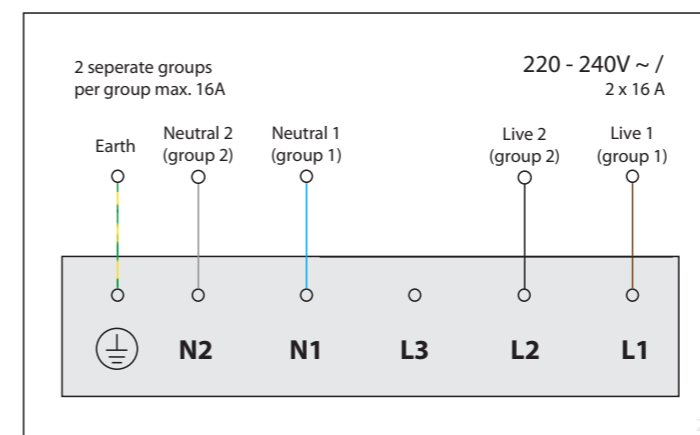 2 seperate groups
per group max. 16A
220 - 240V ~ /
2 x 16 A
Earth
Neutral 2
(group 2)
Neutral 1
(group 1)
Live 2
(group 2)
Live 1
(group 1)
N2
N1
L3
L2
L1